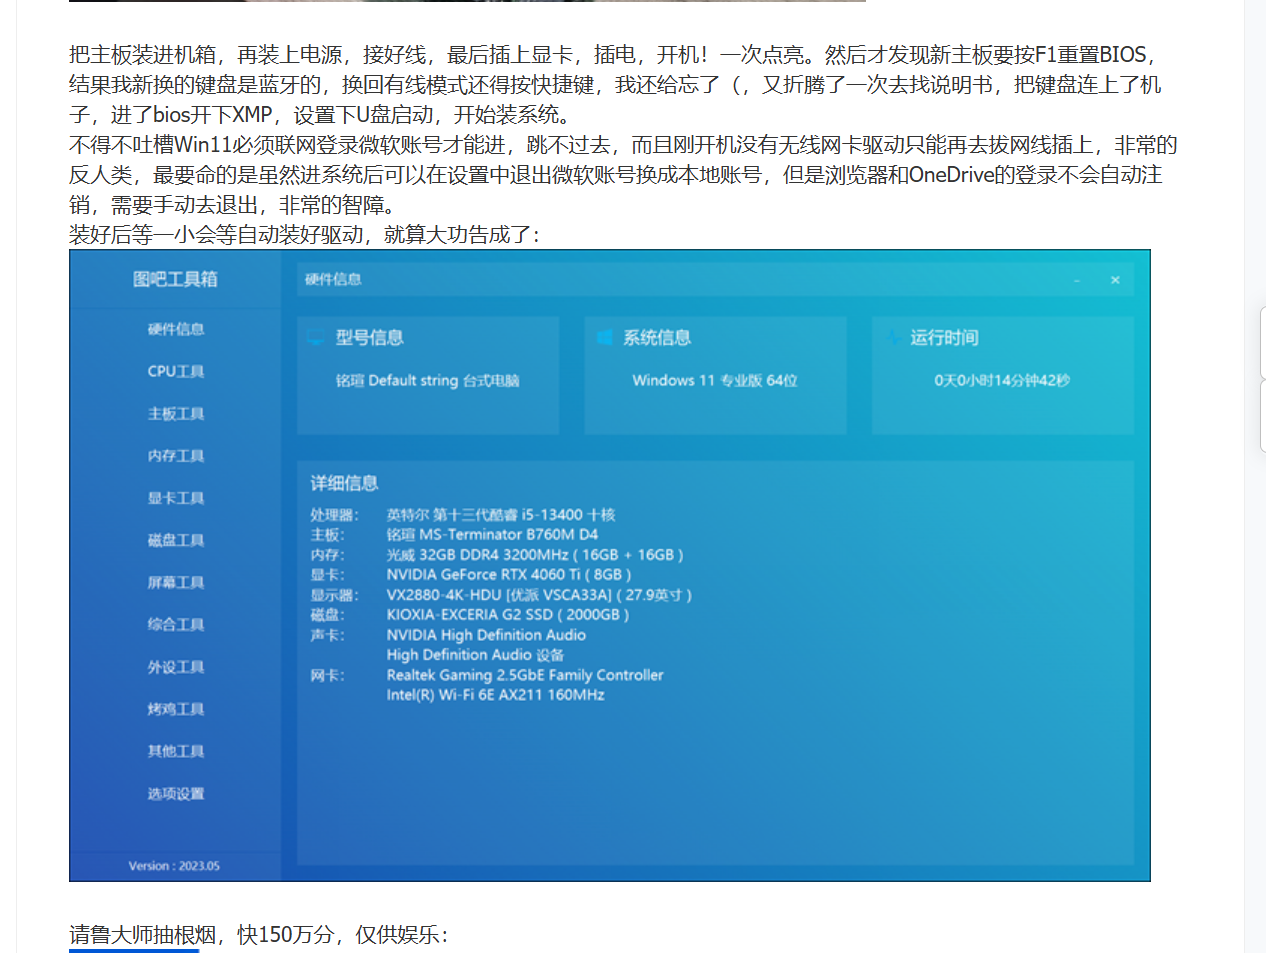 把主板装进机箱，再装上电源，接好线，最后插上显卡，插电，开机！一次点亮。然后才发现新主板要按F1重置BIOS，
结果我新换的键盘是蓝牙的，换回有线模式还得按快捷键，我还给忘了（，又折腾了一次去找说明书，把键盘连上了机
子，进了bios开下XMP，设置下U盘启动，开始装系统。
不得不吐槽Win11必须联网登录微软账号才能进，跳不过去，而且刚开机没有无线网卡驱动只能再去拔网线插上，非常的
反人类，最要命的是虽然进系统后可以在设置中退出微软账号换成本地账号，但是浏览器和OneDrive的登录不会自动注
销，需要手动去退出，非常的智障。
装好后等一小会等自动装好驱动，就算大功告成了：
图吧工具箱
硬件信息
CPU工具
主板工具
内存工具
显卡工具
磁盘工具
屏幕工具
综合工具
外设工具
烤鸡工具
其他工具
选项设置
Version : 2023.05
硬件信息
型号信息
铭瑄 Default string 台式电脑
系统信息
Windows 11 专业版 64位
运行时间
0天0小时14分钟42秒
详细信息
处理器： 英特尔 第十三代酷睿 i5-13400 十核
主板： 铭瑄 MS-Terminator B760M D4
内存： 光威 32GB DDR4 3200MHz ( 16GB + 16GB )
显卡： NVIDIA GeForce RTX 4060 Ti ( 8GB )
显示器： VX2880-4K-HDU [优派 VSCA33A] ( 27.9英寸 )
磁盘： KIOXIA-EXCERIA G2 SSD ( 2000GB )
声卡： NVIDIA High Definition Audio
High Definition Audio 设备
网卡： Realtek Gaming 2.5GbE Family Controller
Intel(R) Wi-Fi 6E AX211 160MHz
请鲁大师抽根烟，快150万分，仅供娱乐：